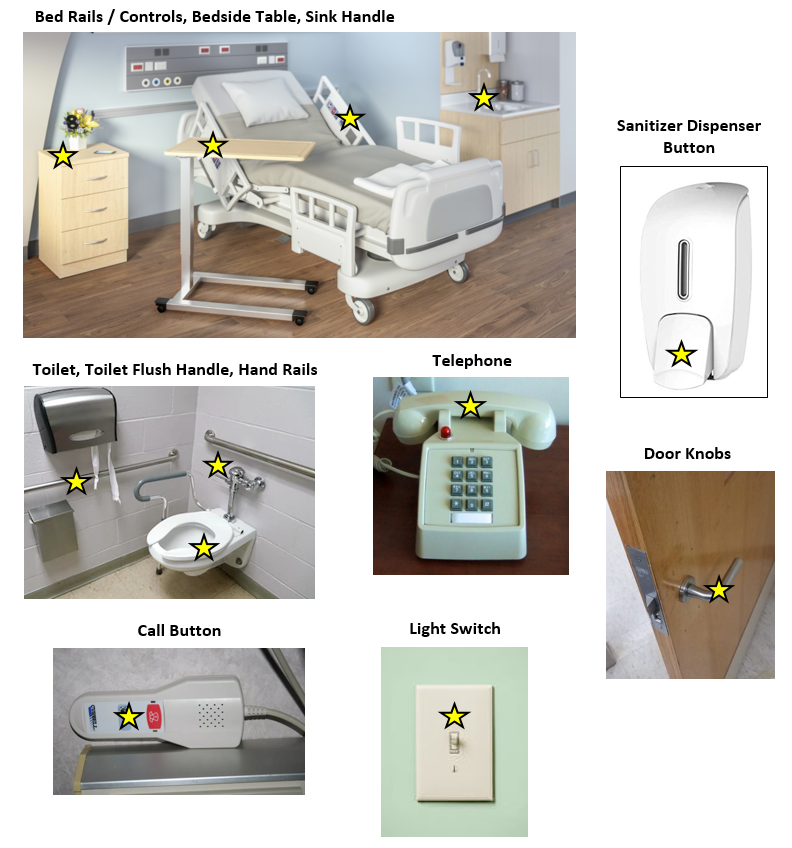 Bed Rails / Controls, Bedside Table, Sink Handle
Sanitizer Dispenser
Button
Toilet, Toilet Flush Handle, Hand Rails
Telephone
Door Knobs
Call Button
Light Switch